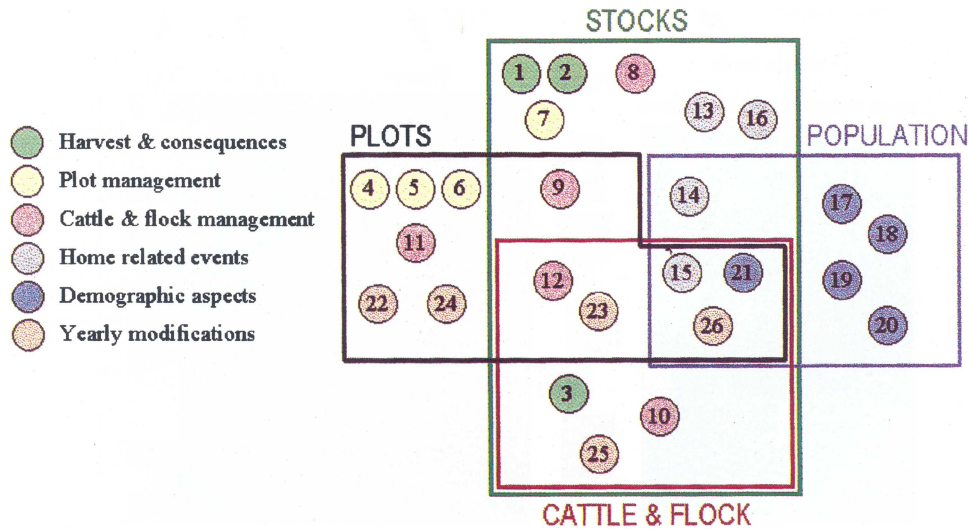 STOCKS
1 2 8
13 16
7
PLOTS
POPULATION
Harvest & consequences
Plot management
Cattle & flock management
Home related events
Demographic aspects
Yearly modifications
4 5 6
9
14
17
18
11
12
15 21
19
22 24
23
26
20
3
10
25
CATTLE & FLOCK